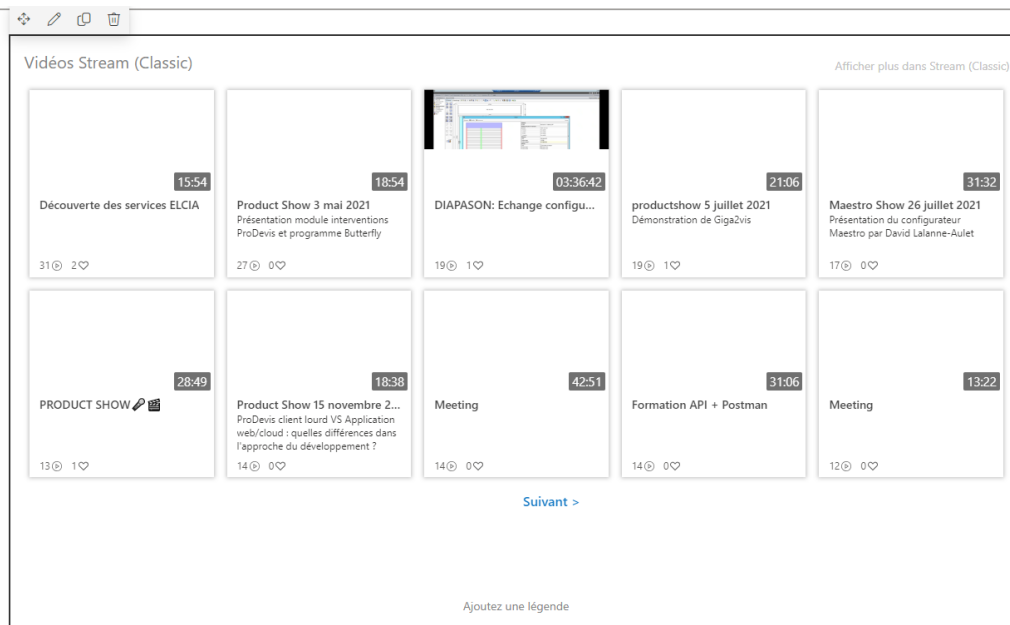 Vidéos Stream (Classic)
Afficher plus dans Stream (Classic)
15:54
Découverte des services ELCIA
31 2
18:54
Product Show 3 mai 2021
Présentation module interventions
ProDevis et programme Butterfly
27 0
03:36:42
DIAPASON: Echange configu...
19 1
21:06
productshow 5 juillet 2021
Démonstration de Giga2vis
19 1
31:32
Maestro Show 26 juillet 2021
Présentation du configurateur
Maestro par David Lalanne-Aulet
17 0
28:49
PRODUCT SHOW🎤🎬
13 1
18:38
Product Show 15 novembre 2...
ProDevis client lourd VS Application
web/cloud : quelles différences dans
l'approche du développement ?
14 0
42:51
Meeting
14 0
31:06
Formation API + Postman
14 0
13:22
Meeting
12 0
Suivant >
Ajoutez une légende